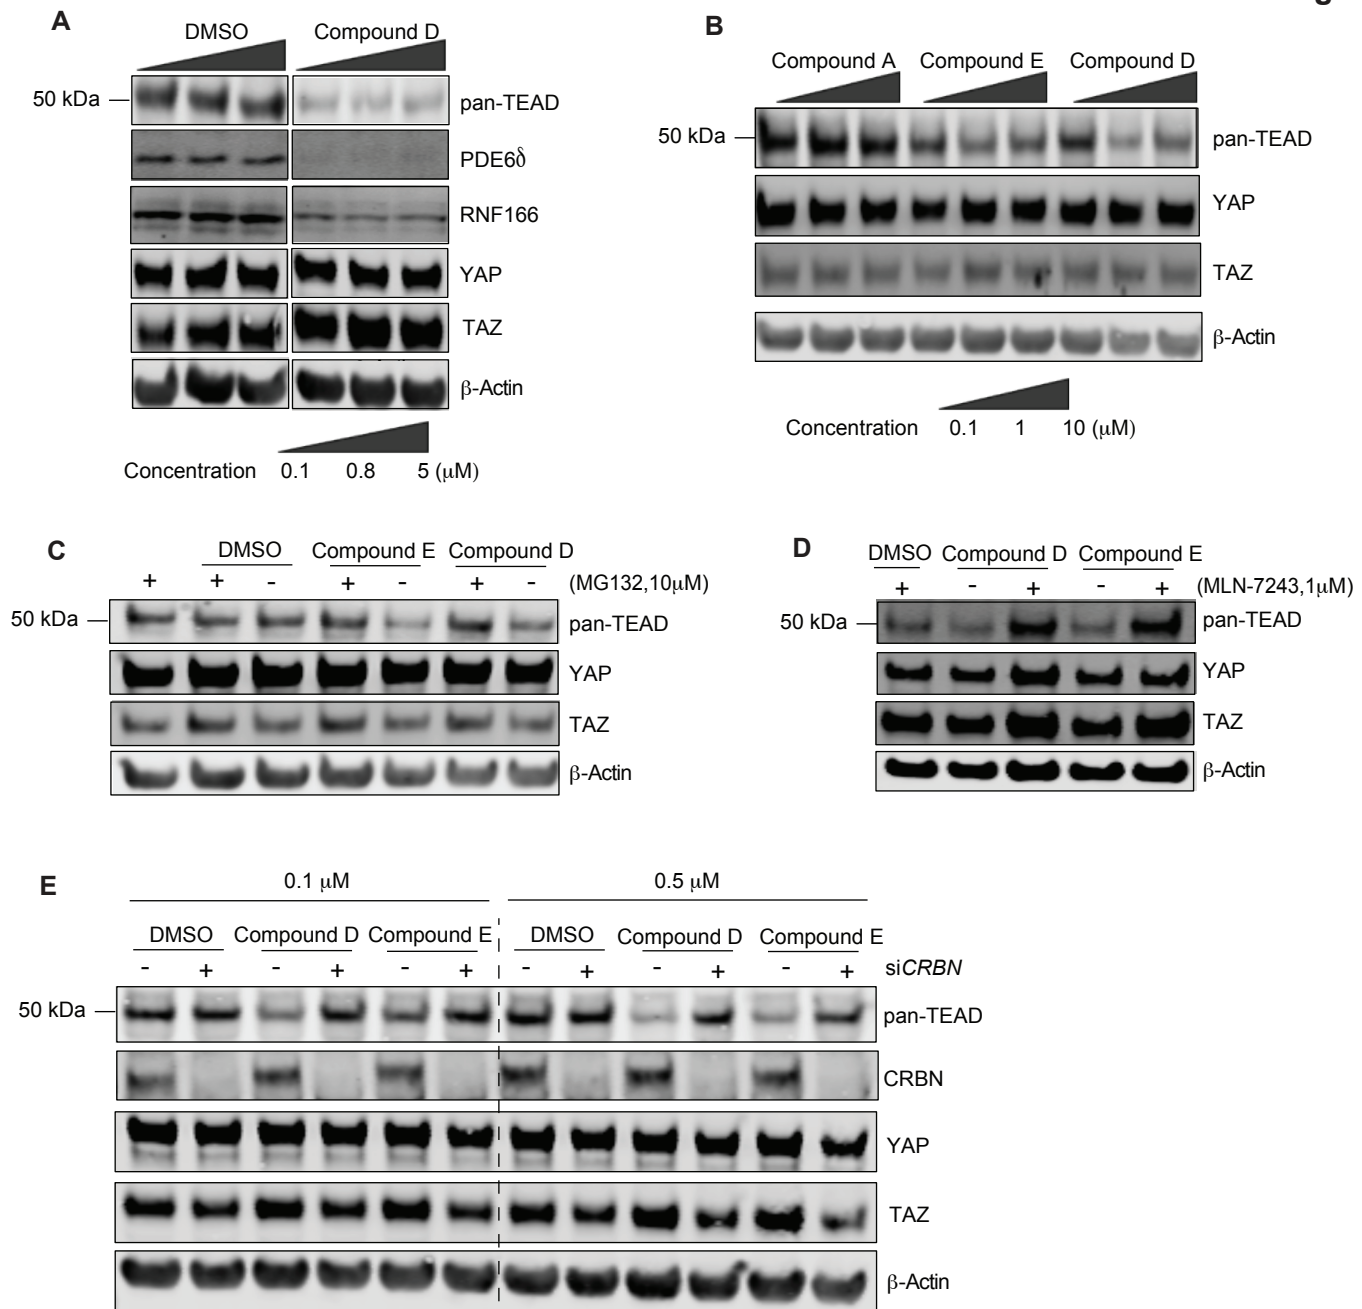 A
DMSO Compound D
50 kDa
pan-TEAD
PDE6δ
RNF166
YAP
TAZ
β-Actin
Concentration 0.1 0.8 5 (μM)
B
Compound A Compound E Compound D
50 kDa
pan-TEAD
YAP
TAZ
β-Actin
Concentration 0.1 1 10 (μM)
C
DMSO Compound E Compound D
+ + - + - + - (MG132,10μM)
50 kDa
pan-TEAD
YAP
TAZ
β-Actin
D
DMSO Compound D Compound E
+ - + - + (MLN-7243,1μM)
50 kDa
pan-TEAD
YAP
TAZ
β-Actin
E
0.1 μM 0.5 μM
DMSO Compound D Compound E DMSO Compound D Compound E
- + - + - + - + - + - + siCRBN
50 kDa
pan-TEAD
CRBN
YAP
TAZ
β-Actin